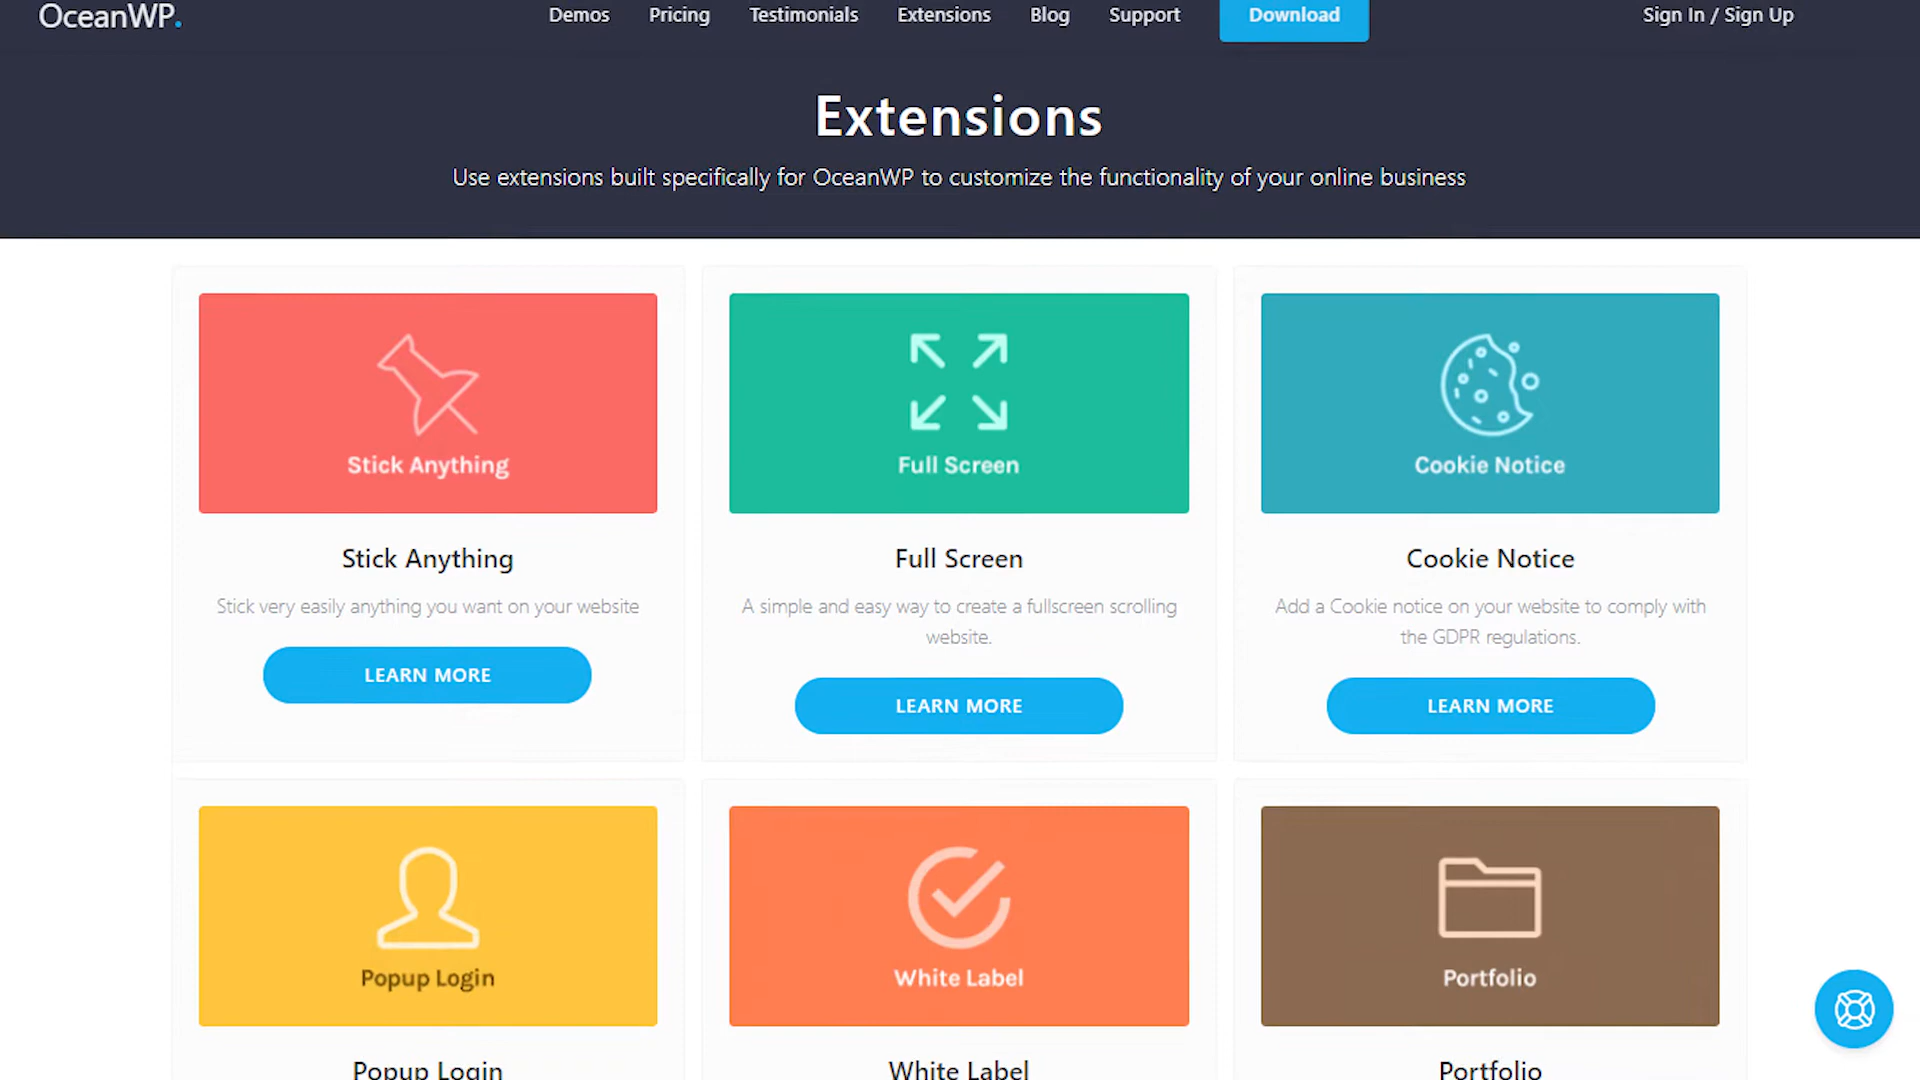 OceanWP.
Demos Pricing Testimonials Extensions Blog Support Download Sign In / Sign Up
Extensions
Use extensions built specifically for OceanWP to customize the functionality of your online business
Stick Anything
Full Screen
Cookie Notice
Stick Anything
Stick very easily anything you want on your website
LEARN MORE
Full Screen
A simple and easy way to create a fullscreen scrolling
website.
LEARN MORE
Cookie Notice
Add a Cookie notice on your website to comply with
the GDPR regulations.
LEARN MORE
Popup Login
White Label
Portfolio
Popup Login
White Label
Portfolio